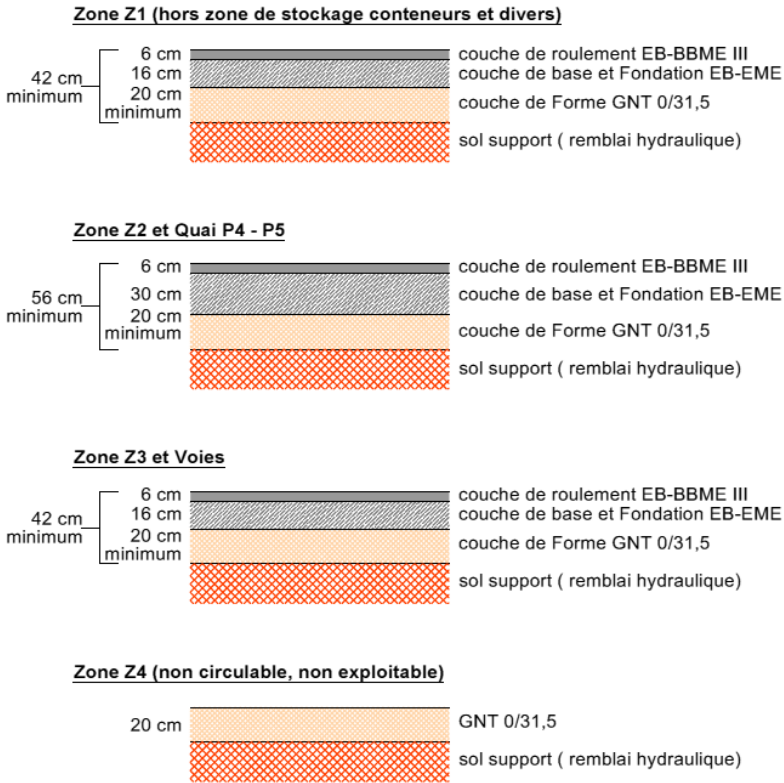 Zone Z1 (hors zone de stockage conteneurs et divers)
6 cm couche de roulement EB-BBME III
16 cm couche de base et Fondation EB-EME
42 cm
minimum
20 cm
minimum
couche de Forme GNT 0/31,5
sol support ( remblai hydraulique)
Zone Z2 et Quai P4 - P5
6 cm couche de roulement EB-BBME III
56 cm
minimum
30 cm couche de base et Fondation EB-EME
20 cm
minimum
couche de Forme GNT 0/31,5
sol support ( remblai hydraulique)
Zone Z3 et Voies
6 cm couche de roulement EB-BBME III
16 cm couche de base et Fondation EB-EME
42 cm
minimum
20 cm
minimum
couche de Forme GNT 0/31,5
sol support ( remblai hydraulique)
Zone Z4 (non circulable, non exploitable)
20 cm GNT 0/31,5
sol support ( remblai hydraulique)